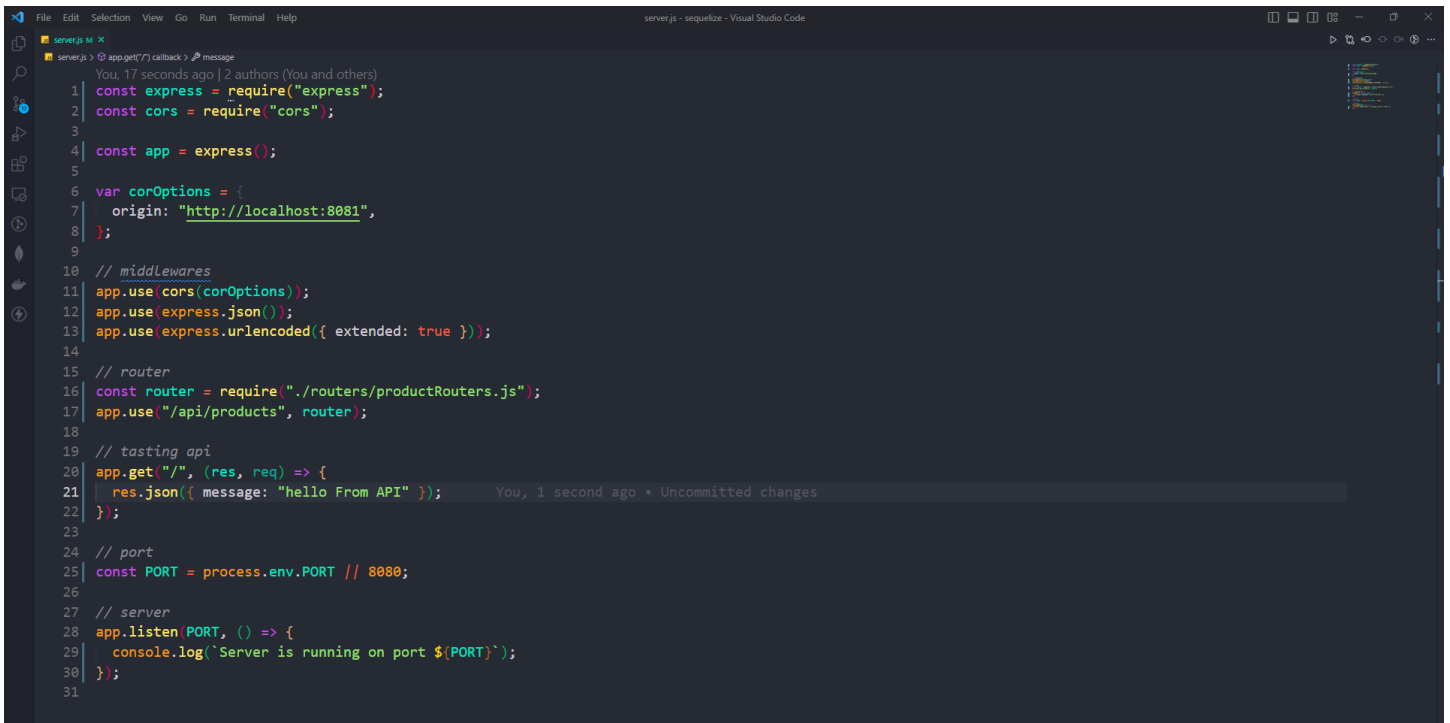 File Edit Selection View Go Run Terminal Help server.js - sequelize - Visual Studio Code
server.js M
server.js > app.get("/") callback > message
You, 17 seconds ago | 2 authors (You and others)
1 const express = require("express");
2 const cors = require("cors");
3
4 const app = express();
5
6 var corOptions = {
7 origin: "http://localhost:8081",
8 };
9
10 // middlewares
11 app.use(cors(corOptions));
12 app.use(express.json());
13 app.use(express.urlencoded({ extended: true }));
14
15 // router
16 const router = require("./routers/productRouters.js");
17 app.use("/api/products", router);
18
19 // tasting api
20 app.get("/", (res, req) => {
21 res.json({ message: "hello From API" }); You, 1 second ago • Uncommitted changes
22 });
23
24 // port
25 const PORT = process.env.PORT || 8080;
26
27 // server
28 app.listen(PORT, () => {
29 console.log(`Server is running on port ${PORT}`);
30 });
31